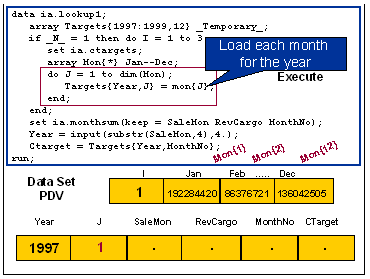 data ia.lookup1;
array Targets{1997:1999,12} _Temporary_;
if _N_ = 1 then do I = 1 to 3
set ia.ctargets;
array Mon{*} Jan--Dec;
do J = 1 to dim(Mon);
Targets{Year,J} = mon{J};
end;
end;
set ia.monthsum(keep = SaleMon RevCargo MonthNo);
Year = input(substr(SaleMon,4),4.);
Ctarget = Targets{Year,MonthNo};
run;
Load each month
for the year
Execute
Mon{1} Mon{2} Mon{12}
Data Set
PDV
I Jan Feb ..... Dec
1 192284420 86376721 136042505
Year J SaleMon RevCargo MonthNo CTarget
1997 1 . . . .